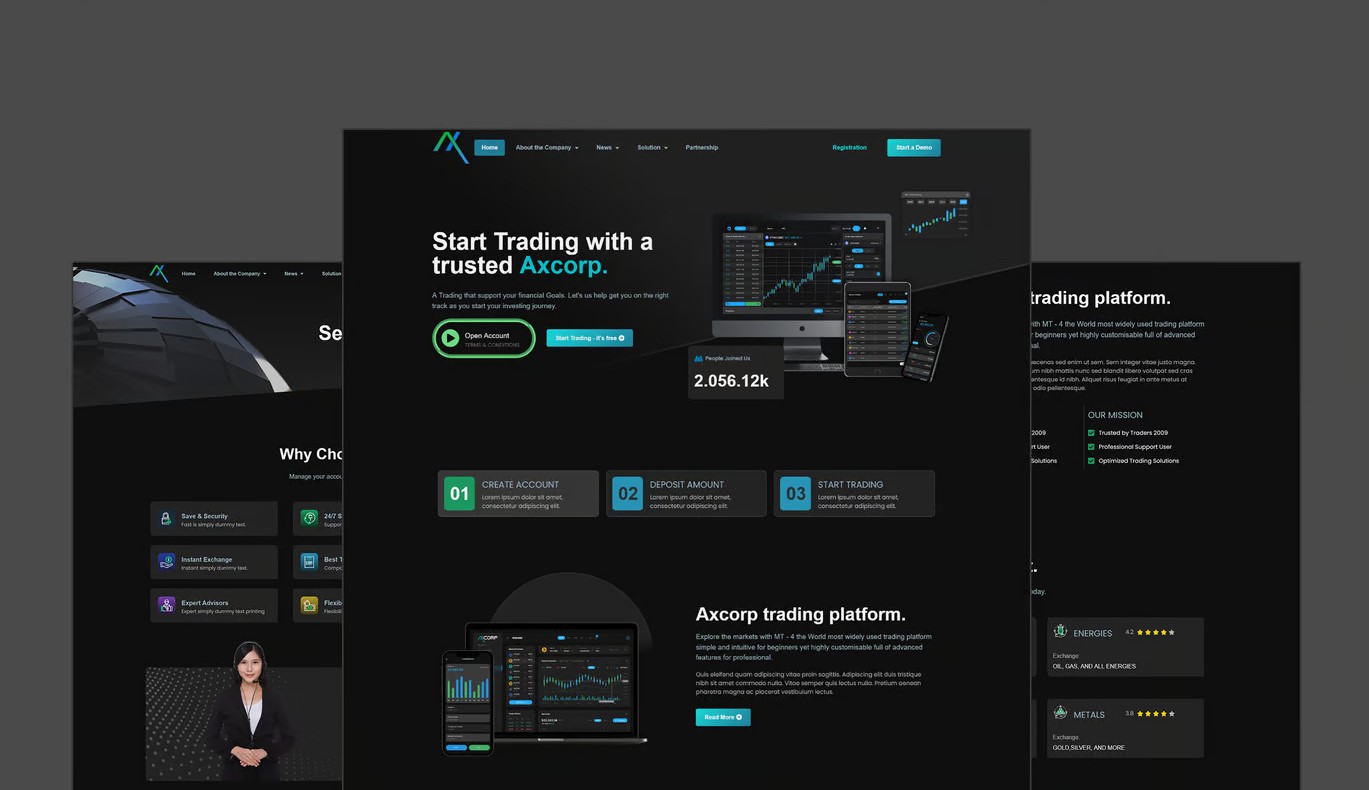 Home
About the Company
News
Solution
Partnership
Registration
Start a Demo
Start Trading with a
trusted Axcorp.
A Trading that support your financial Goals. Let's us help get you on the right
track as you start your investing journey.
Open Account
TERMS & CONDITIONS
Start Trading - it's free
People Joined Us
2.056.12k
01
CREATE ACCOUNT
Lorem ipsum dolor sit amet,
consectetur adipiscing elit.
02
DEPOSIT AMOUNT
Lorem ipsum dolor sit amet,
consectetur adipiscing elit.
03
START TRADING
Lorem ipsum dolor sit amet,
consectetur adipiscing elit.
AXCORP
Axcorp trading platform.
Explore the markets with MT - 4 the World most widely used trading platform
simple and intuitive for beginners yet highly customisable full of advanced
features for professional.
Quis eleifend quam adipiscing vitae proin sagittis. Adipiscing elit duis tristique
nibh sit amet commodo nulla. Vitae semper quis lectus nulla. Pretium aenean
pharetra magna ac placerat vestibulum lectus.
Read More
Home
About the Company
News
Solution
Se
Why Cho
Manage your accou
Save & Security
Fast is simply dummy text.
24/7 S
Suppor
Instant Exchange
Instant simply dummy text.
Best T
Compa
Expert Advisors
Expert simply dummy text printing
Flexib
Flexibili
trading platform.
ith MT - 4 the World most widely used trading platform
r beginners yet highly customisable full of advanced
al.
ecenas sed enim ut sem. Sem integer vitae justo magna.
um nibh mattis nunc sed blandit libero volutpat sed cras
entesque id nibh. Aliquet risus feugiat in ante metus at
odio pellentesque.
OUR MISSION
2009
Trusted by Traders 2009
rt User
Professional Support User
Solutions
Optimized Trading Solutions
oday.
ENERGIES
4.2
Exchange:
OIL, GAS, AND ALL ENERGIES
METALS
3.8
Exchange:
GOLD,SILVER, AND MORE